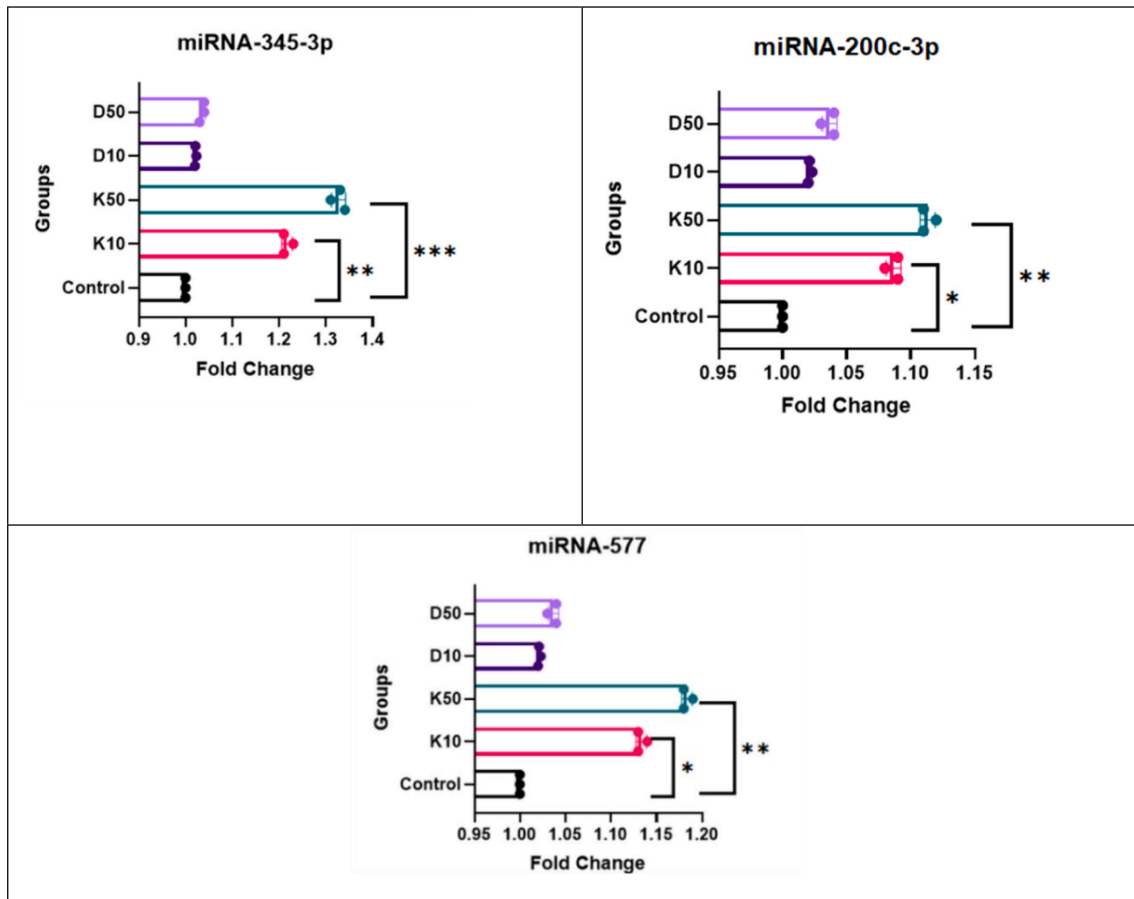 miRNA-345-3p
Groups
D50
D10
K50
K10
Control
**
***
0.9 1.0 1.1 1.2 1.3 1.4
Fold Change
miRNA-200c-3p
Groups
D50
D10
K50
K10
Control
*
**
0.95 1.00 1.05 1.10 1.15
Fold Change
miRNA-577
Groups
D50
D10
K50
K10
Control
*
**
0.95 1.00 1.05 1.10 1.15 1.20
Fold Change